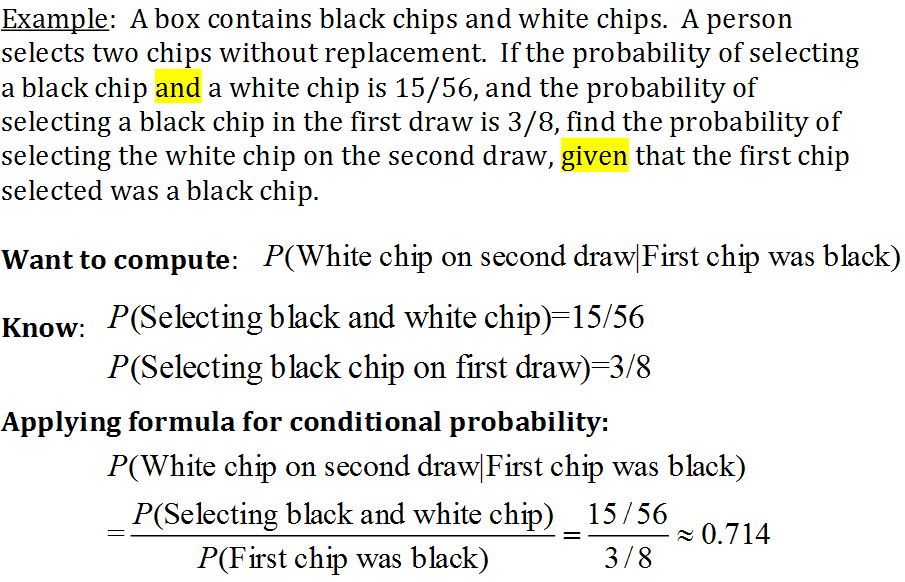 Example: A box contains black chips and white chips. A person
selects two chips without replacement. If the probability of selecting
a black chip and a white chip is 15/56, and the probability of
selecting a black chip in the first draw is 3/8, find the probability of
selecting the white chip on the second draw, given that the first chip
selected was a black chip.
Want to compute: P(White chip on second draw|First chip was black)
Know: P(Selecting black and white chip)=15/56
P(Selecting black chip on first draw)=3/8
Applying formula for conditional probability:
P(White chip on second draw|First chip was black)
= P(Selecting black and white chip) / P(First chip was black) = 15/56 / 3/8 ≈ 0.714